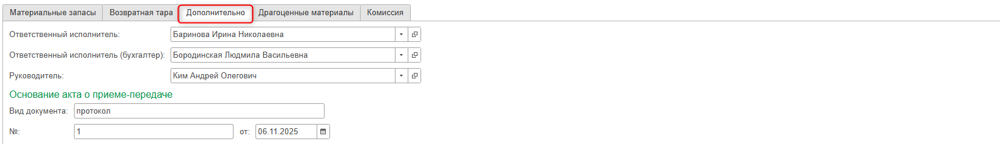 Материальные запасы Возвратная тара Дополнительно Драгоценные материалы Комиссия
Ответственный исполнитель: Баринова Ирина Николаевна
Ответственный исполнитель (бухгалтер): Бородинская Людмила Васильевна
Руководитель: Ким Андрей Олегович
Основание акта о приеме-передаче
Вид документа: протокол
№: 1 от: 06.11.2025